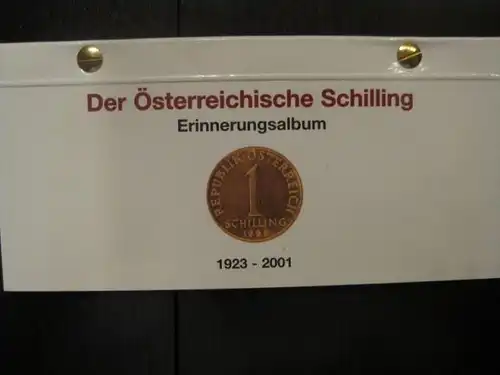 Der Österreichische Schilling
Erinnerungsalbum
REPUBLIK·ÖSTERREICH
1
SCHILLING
1923 - 2001